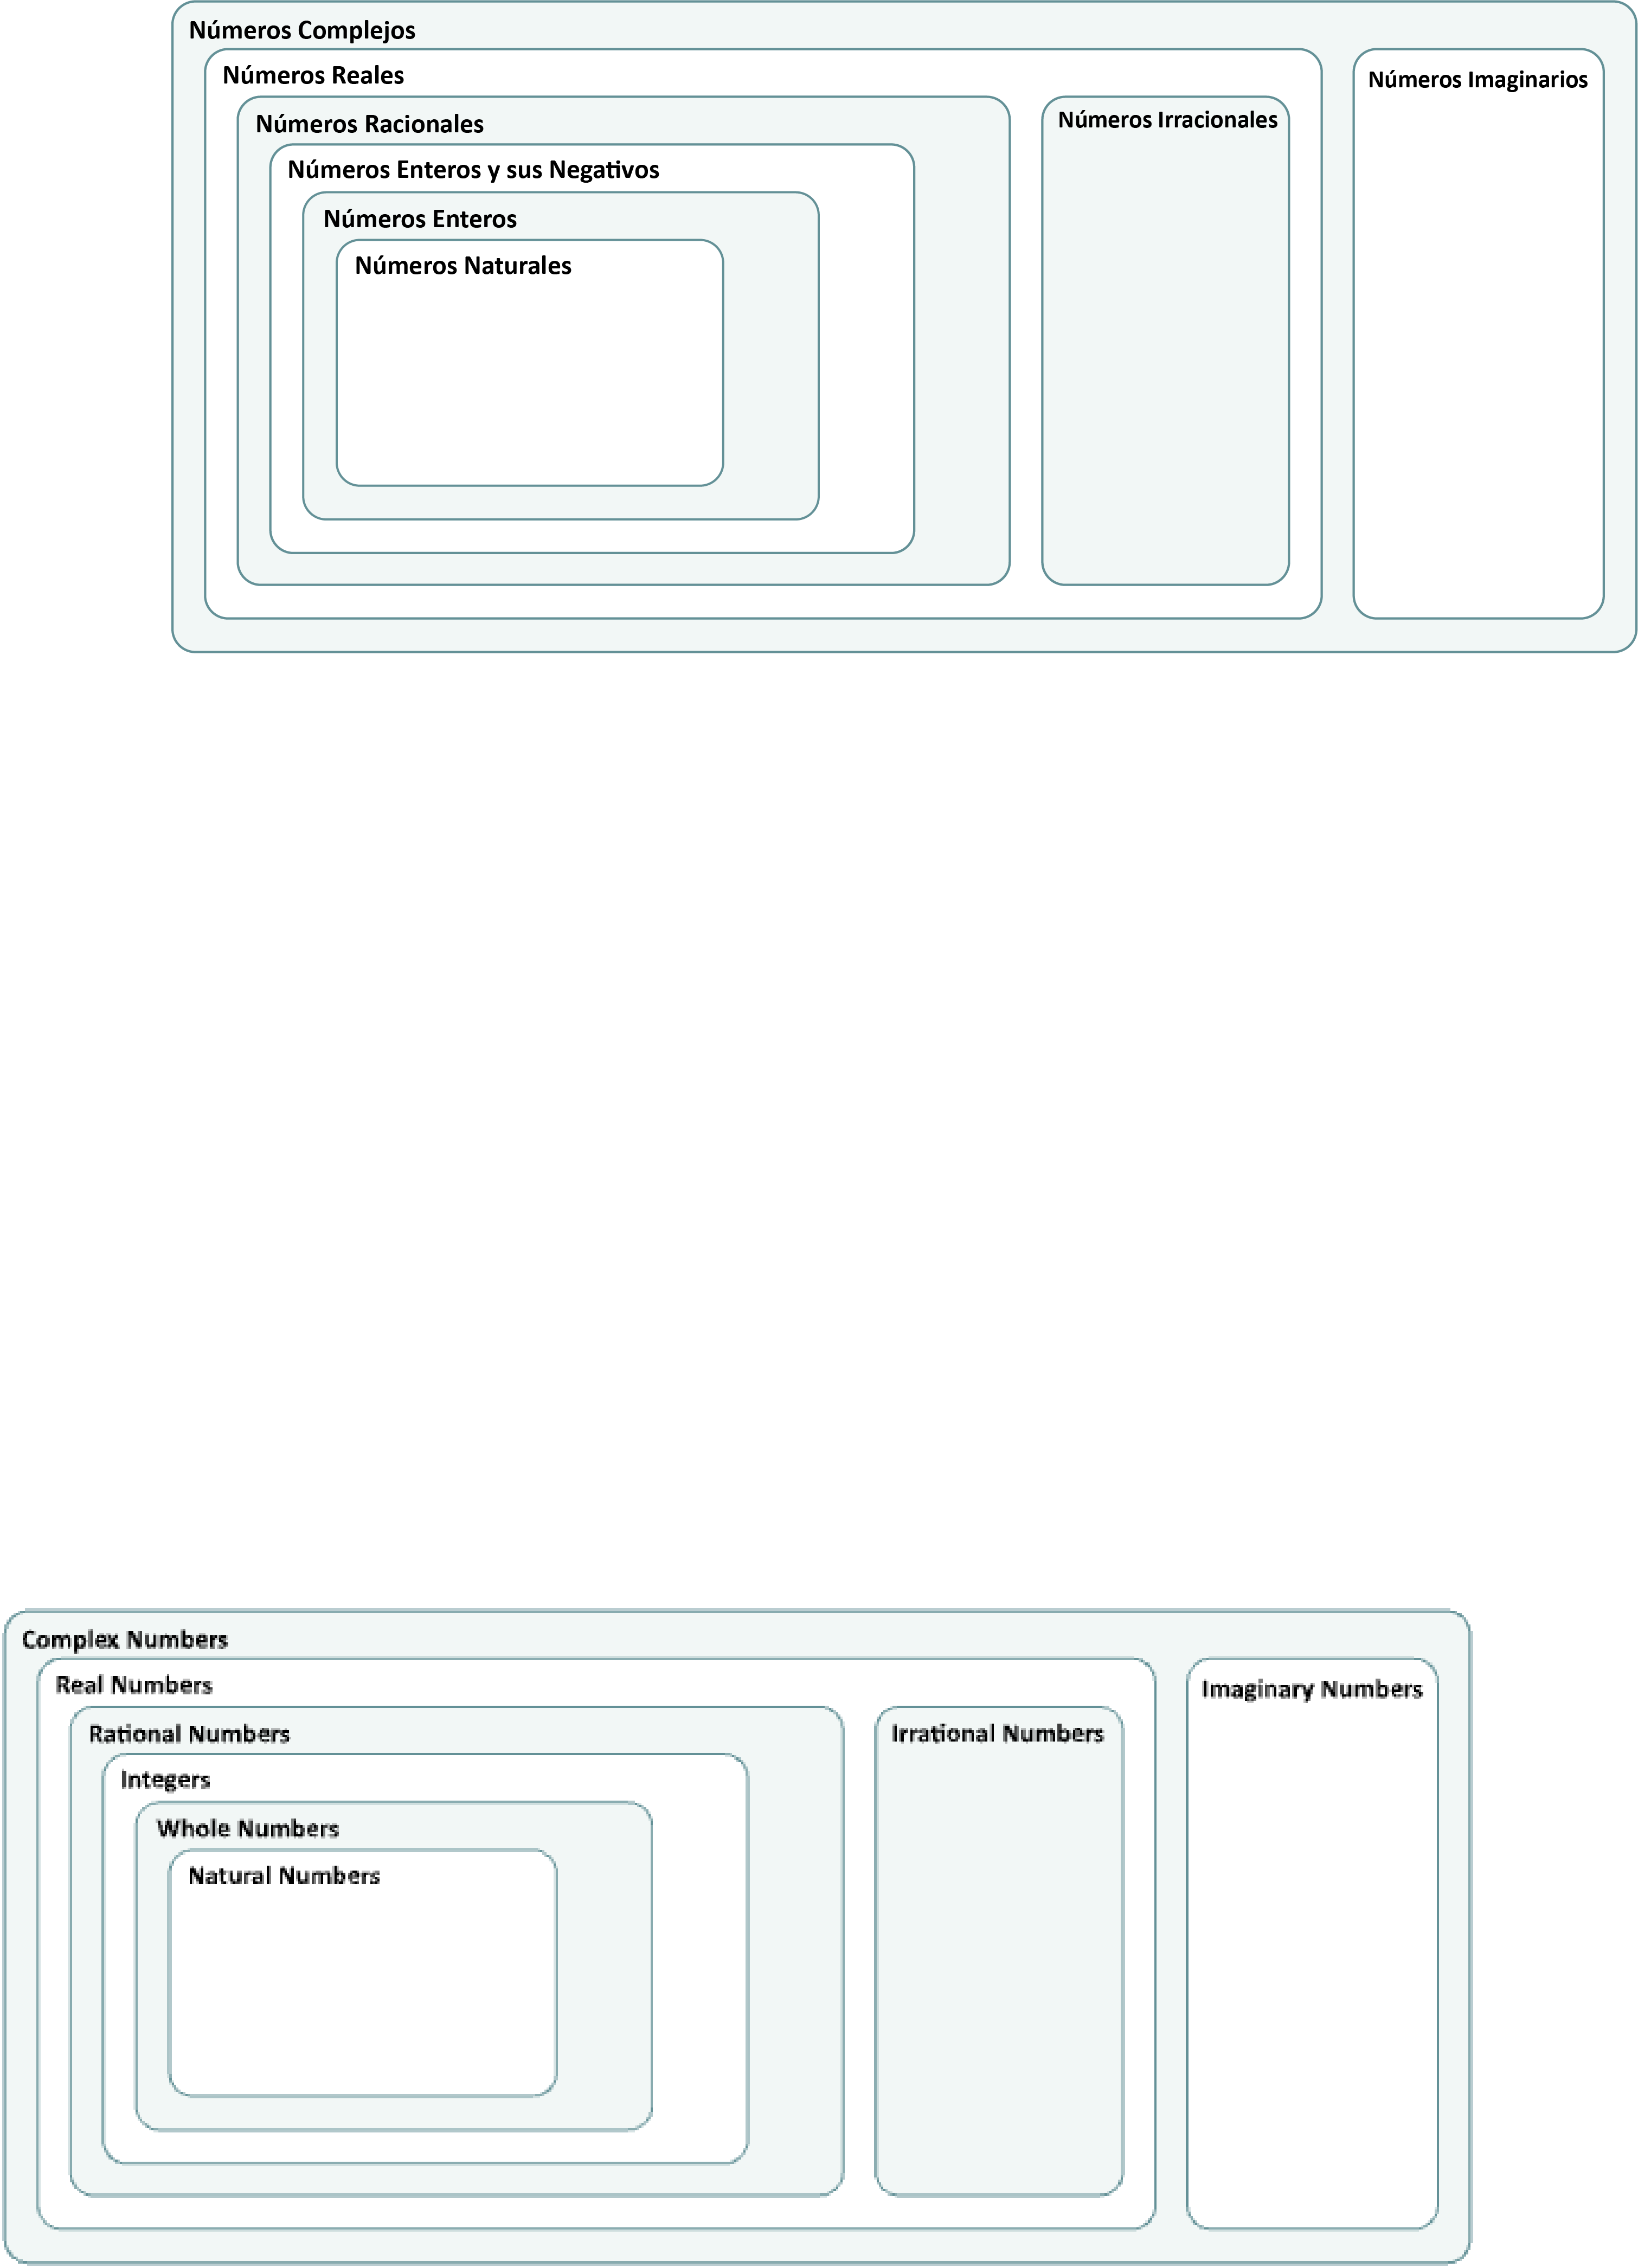 Números Complejos
Números Reales
Números Imaginarios
Números Racionales
Números Irracionales
Números Enteros y sus Negativos
Números Enteros
Números Naturales
Complex Numbers
Real Numbers
Imaginary Numbers
Rational Numbers
Irrational Numbers
Integers
Whole Numbers
Natural Numbers